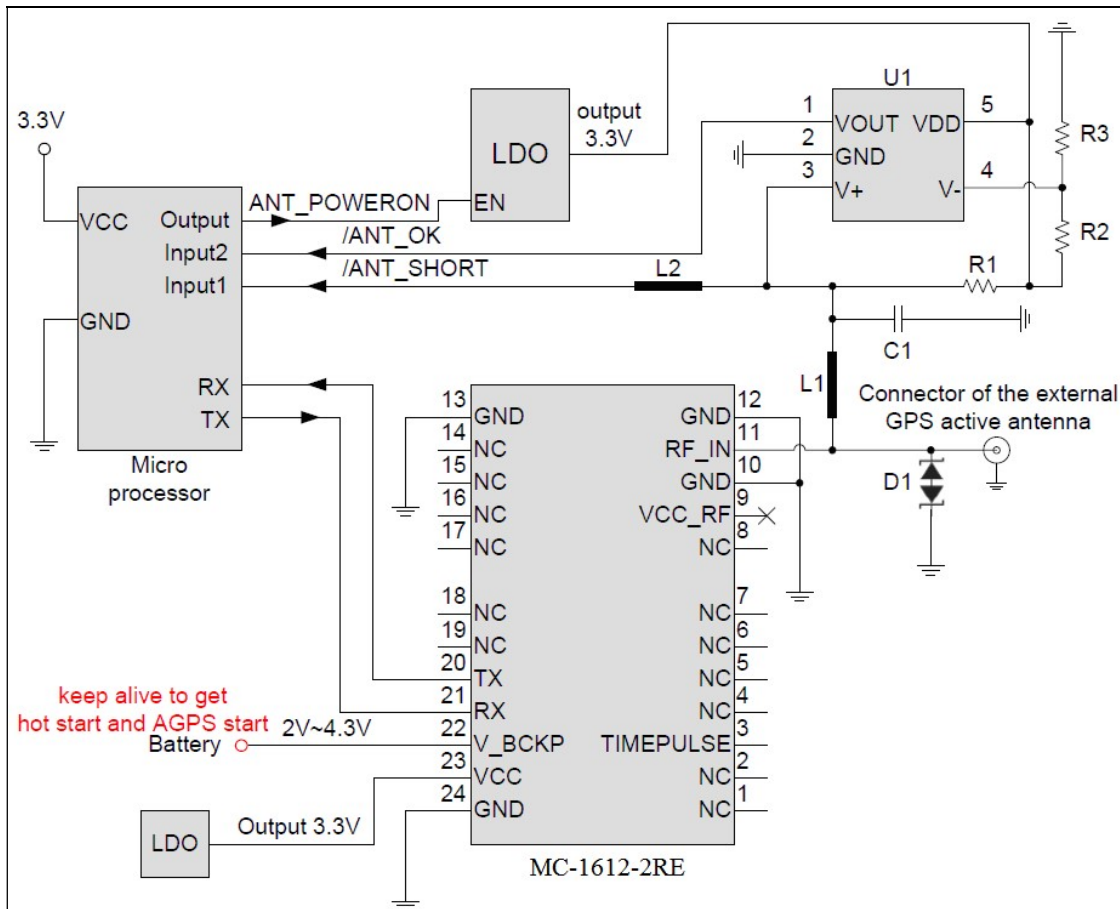 U1
3.3V
LDO
output
3.3V
EN
1
2
3
VOUT
GND
V+
VDD
V-
5
4
R3
R2
VCC
GND
Output
Input2
Input1
RX
TX
Micro
processor
ANT_POWERON
/ANT_OK
/ANT_SHORT
L2
R1
C1
L1
Connector of the external
GPS active antenna
D1
13 GND
14 NC
15 NC
16 NC
17 NC
18 NC
19 NC
20 TX
21 RX
22 V_BCKP
23 VCC
24 GND
GND 12
RF_IN 11
GND 10
VCC_RF 9
NC 8
NC 7
NC 6
NC 5
NC 4
TIMEPULSE 3
NC 2
NC 1
keep alive to get
hot start and AGPS start
Battery
2V~4.3V
LDO
Output 3.3V
MC-1612-2RE